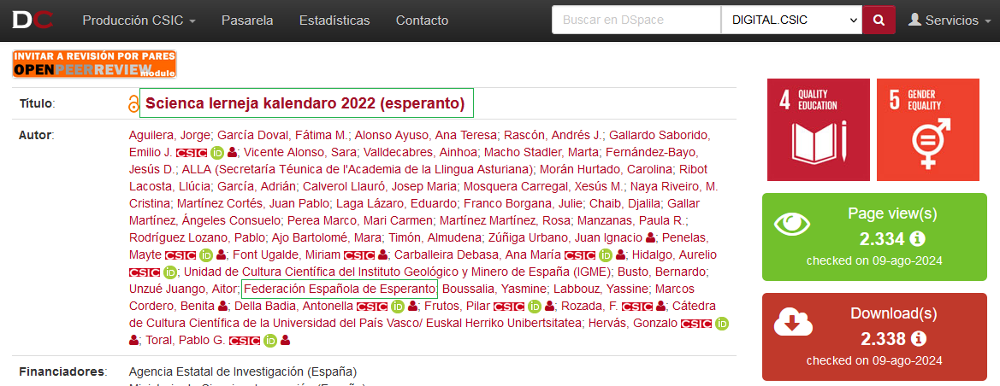 DC Producción CSIC Pasarela Estadísticas Contacto Buscar en DSpace DIGITAL.CSIC Servicios
INVITAR A REVISIÓN POR PARES
OPENPEERREVIEW module
Título: Scienca lerneja kalendaro 2022 (esperanto)
Autor: Aguilera, Jorge; García Doval, Fátima M.; Alonso Ayuso, Ana Teresa; Rascón, Andrés J.; Gallardo Saborido,
Emilio J. CSIC iD ; Vicente Alonso, Sara; Valldecabres, Ainhoa; Macho Stadler, Marta; Fernández-Bayo,
Jesús D.; ALLA (Secretaría Téunica de l'Academia de la Llingua Asturiana); Morán Hurtado, Carolina; Ribot
Lacosta, Llúcia; García, Adrián; Calverol Llauró, Josep Maria; Mosquera Carregal, Xesús M.; Naya Riveiro, M.
Cristina; Martínez Cortés, Juan Pablo; Laga Lázaro, Eduardo; Franco Borgana, Julie; Chaib, Djalila; Gallar
Martínez, Ángeles Consuelo; Perea Marco, Mari Carmen; Martínez Martínez, Rosa; Manzanas, Paula R.;
Rodríguez Lozano, Pablo; Ajo Bartolomé, Mara; Timón, Almudena; Zúñiga Urbano, Juan Ignacio ; Penelas,
Mayte CSIC iD ; Font Ugalde, Miriam CSIC ; Carballeira Debasa, Ana María CSIC iD ; Hidalgo, Aurelio
CSIC iD ; Unidad de Cultura Científica del Instituto Geológico y Minero de España (IGME); Busto, Bernardo;
Unzué Juango, Aitor; Federación Española de Esperanto; Boussalia, Yasmine; Labbouz, Yassine; Marcos
Cordero, Benita ; Della Badia, Antonella CSIC iD ; Frutos, Pilar CSIC iD ; Rozada, F. CSIC ; Cátedra
de Cultura Científica de la Universidad del País Vasco/ Euskal Herriko Unibertsitatea; Hervás, Gonzalo CSIC iD
; Toral, Pablo G. CSIC iD
Financiadores: Agencia Estatal de Investigación (España)
4 QUALITY
EDUCATION
5 GENDER
EQUALITY
Page view(s)
2.334
checked on 09-ago-2024
Download(s)
2.338
checked on 09-ago-2024